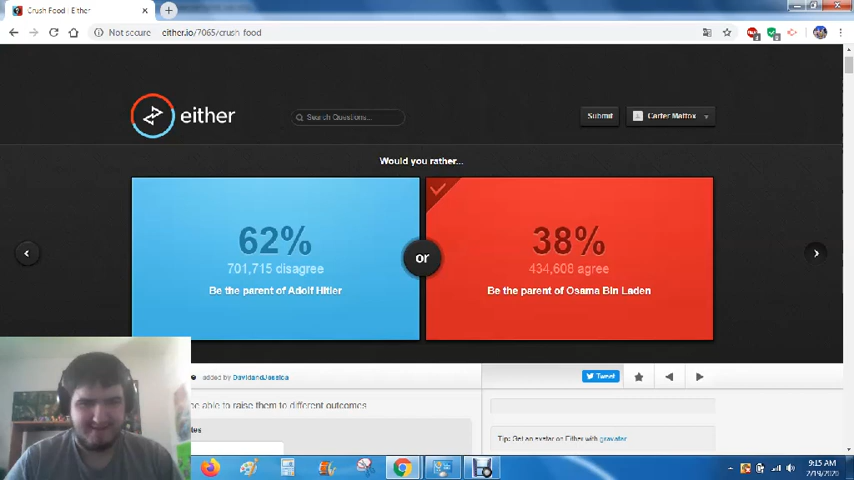 Crush Food | Either
Not secure
either.io/7065/crush-food
either
Search Questions...
Submit
Carter Mattox
Would you rather...
62%
701,715 disagree
Be the parent of Adolf Hitler
or
38%
434,608 agree
Be the parent of Osama Bin Laden
added by DavidandJessica
Tweet
be able to raise them to different outcomes
Tip: Get an avatar on Either with gravatar
9:15 AM
2/19/2020